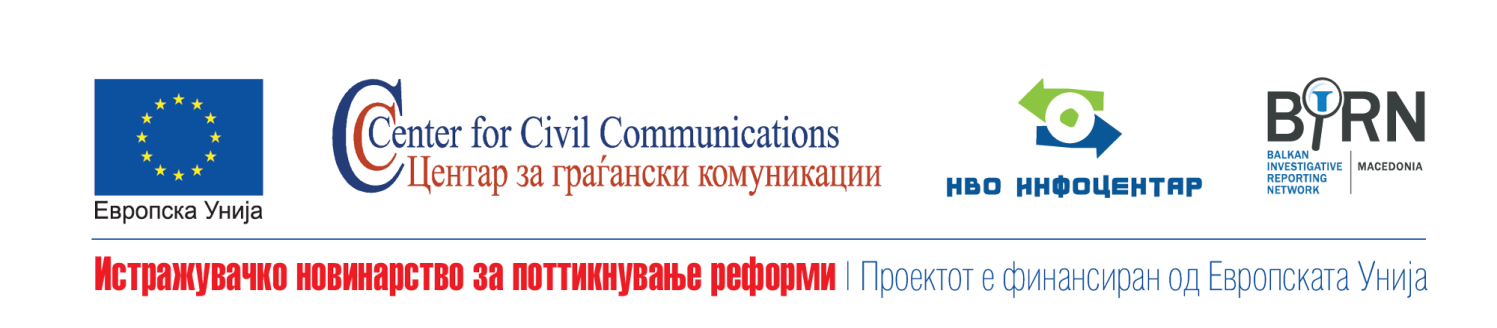 Европска Унија
Center for Civil Communications
Центар за граѓански комуникации
НВО ИНФОЦЕНТАР
BIRN
BALKAN
INVESTIGATIVE
REPORTING
NETWORK
MACEDONIA
Истражувачко новинарство за поттикнување реформи | Проектот е финансиран од Европската Унија